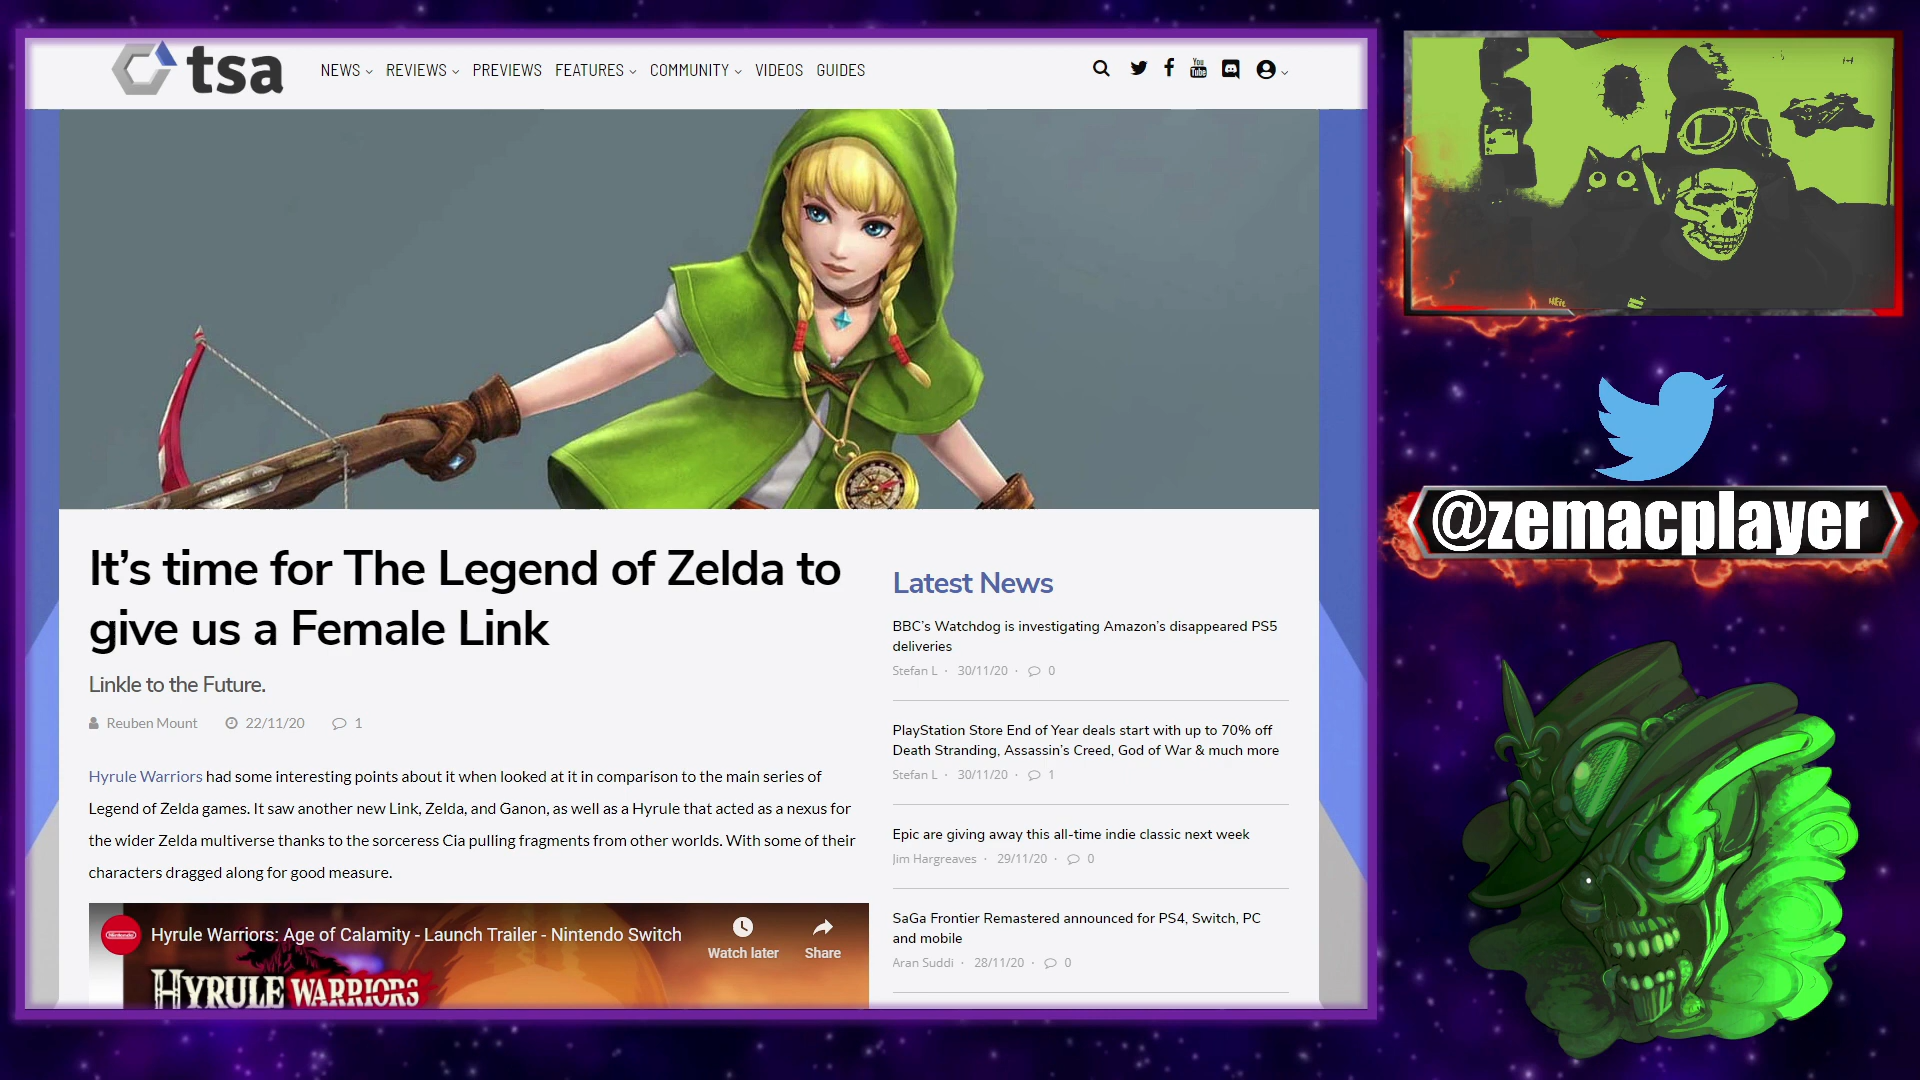 tsa
NEWS REVIEWS PREVIEWS FEATURES COMMUNITY VIDEOS GUIDES
You
Tube
It's time for The Legend of Zelda to
give us a Female Link
Linkle to the Future.
Reuben Mount 22/11/20 1
Hyrule Warriors had some interesting points about it when looked at it in comparison to the main series of
Legend of Zelda games. It saw another new Link, Zelda, and Ganon, as well as a Hyrule that acted as a nexus for
the wider Zelda multiverse thanks to the sorceress Cia pulling fragments from other worlds. With some of their
characters dragged along for good measure.
Nintendo
Hyrule Warriors: Age of Calamity - Launch Trailer - Nintendo Switch
Watch later
Share
HYRULE WARRIORS
Latest News
BBC's Watchdog is investigating Amazon's disappeared PS5
deliveries
Stefan L · 30/11/20 · 0
PlayStation Store End of Year deals start with up to 70% off
Death Stranding, Assassin's Creed, God of War & much more
Stefan L · 30/11/20 · 1
Epic are giving away this all-time indie classic next week
Jim Hargreaves · 29/11/20 · 0
SaGa Frontier Remastered announced for PS4, Switch, PC
and mobile
Aran Suddi · 28/11/20 · 0
@zemacplayer